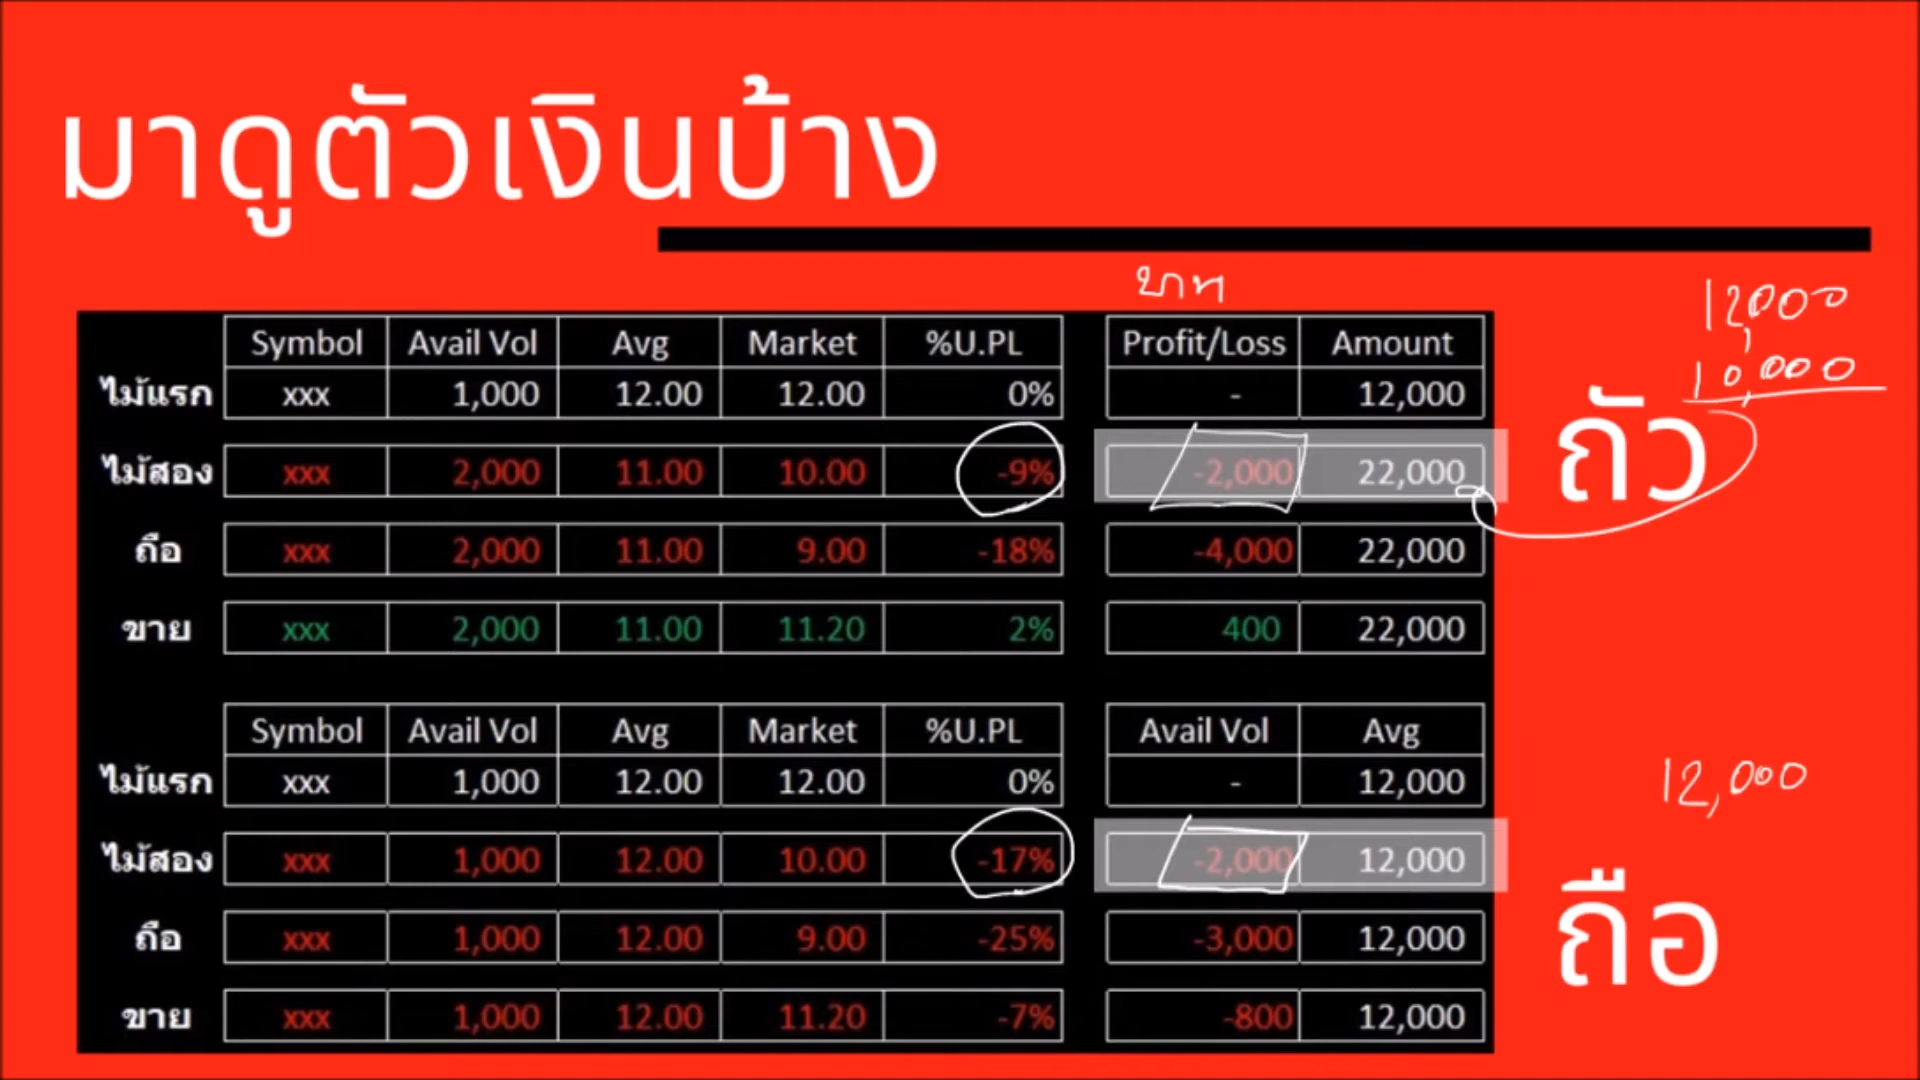 มาดูตัวเงินบ้าง
บาท
12,000
10,000
Symbol Avail Vol Avg Market %U.PL Profit/Loss Amount
ไม้แรก xxx 1,000 12.00 12.00 0% - 12,000
ไม้สอง xxx 2,000 11.00 10.00 -9% -2,000 22,000
ถัว
ถือ xxx 2,000 11.00 9.00 -18% -4,000 22,000
ขาย xxx 2,000 11.00 11.20 2% 400 22,000
Symbol Avail Vol Avg Market %U.PL Avail Vol Avg
ไม้แรก xxx 1,000 12.00 12.00 0% - 12,000
12,000
ไม้สอง xxx 1,000 12.00 10.00 -17% -2,000 12,000
ถือ xxx 1,000 12.00 9.00 -25% -3,000 12,000
ถือ
ขาย xxx 1,000 12.00 11.20 -7% -800 12,000